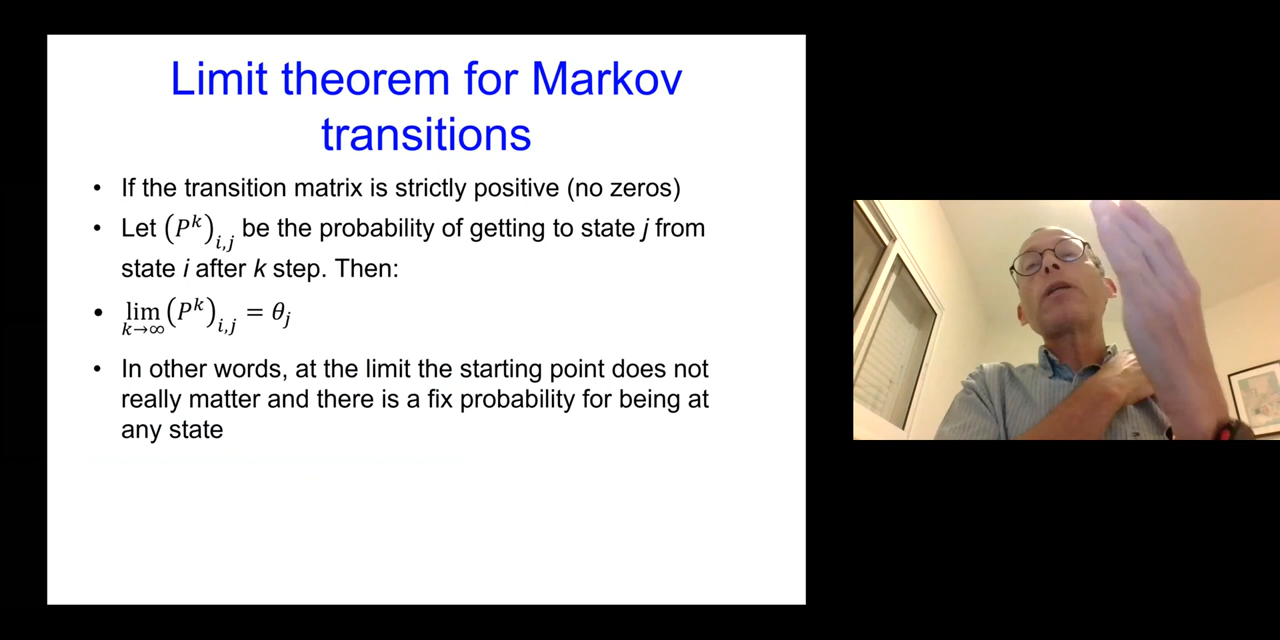 Limit theorem for Markov
transitions
• If the transition matrix is strictly positive (no zeros)
• Let (P^k)_{i,j} be the probability of getting to state j from
state i after k step. Then:
• lim_{k→∞} (P^k)_{i,j} = θ_j
• In other words, at the limit the starting point does not
really matter and there is a fix probability for being at
any state